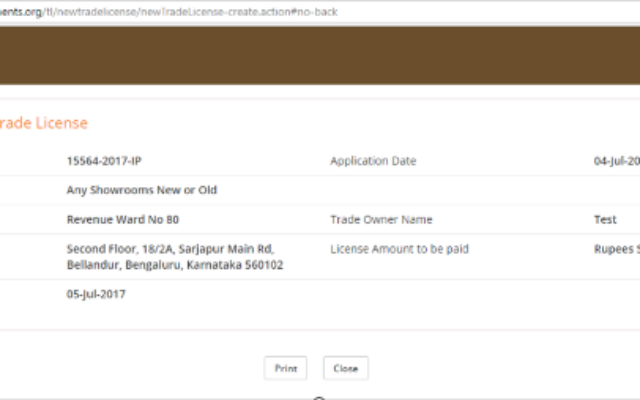 ents.org/tl/newtradelicense/newTradeLicense-create.action#no-back
rade License
15564-2017-IP Application Date 04-Jul-20
Any Showrooms New or Old
Revenue Ward No 80 Trade Owner Name Test
Second Floor, 18/2A, Sarjapur Main Rd, License Amount to be paid Rupees S
Bellandur, Bengaluru, Karnataka 560102
05-Jul-2017
Print Close